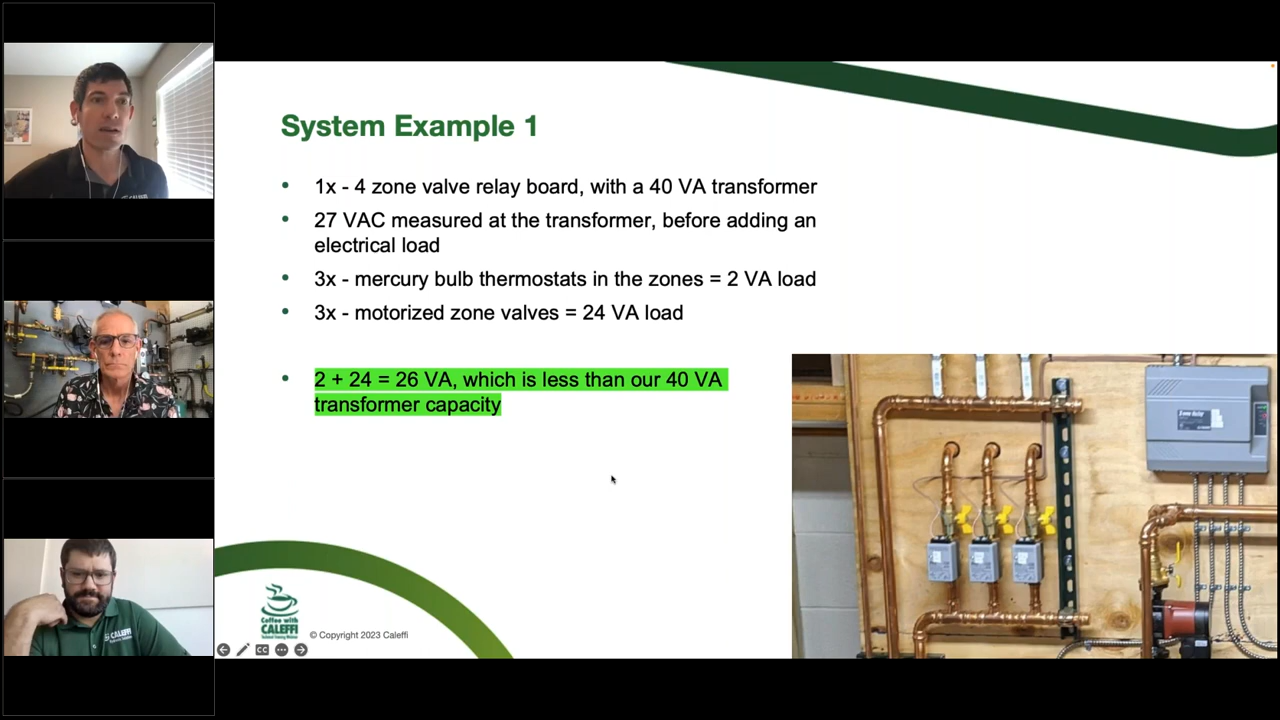 System Example 1
• 1x - 4 zone valve relay board, with a 40 VA transformer
• 27 VAC measured at the transformer, before adding an
electrical load
• 3x - mercury bulb thermostats in the zones = 2 VA load
• 3x - motorized zone valves = 24 VA load
• 2 + 24 = 26 VA, which is less than our 40 VA
transformer capacity
Coffee with
CALEFFI
© Copyright 2023 Caleffi
CC
CALEFFI